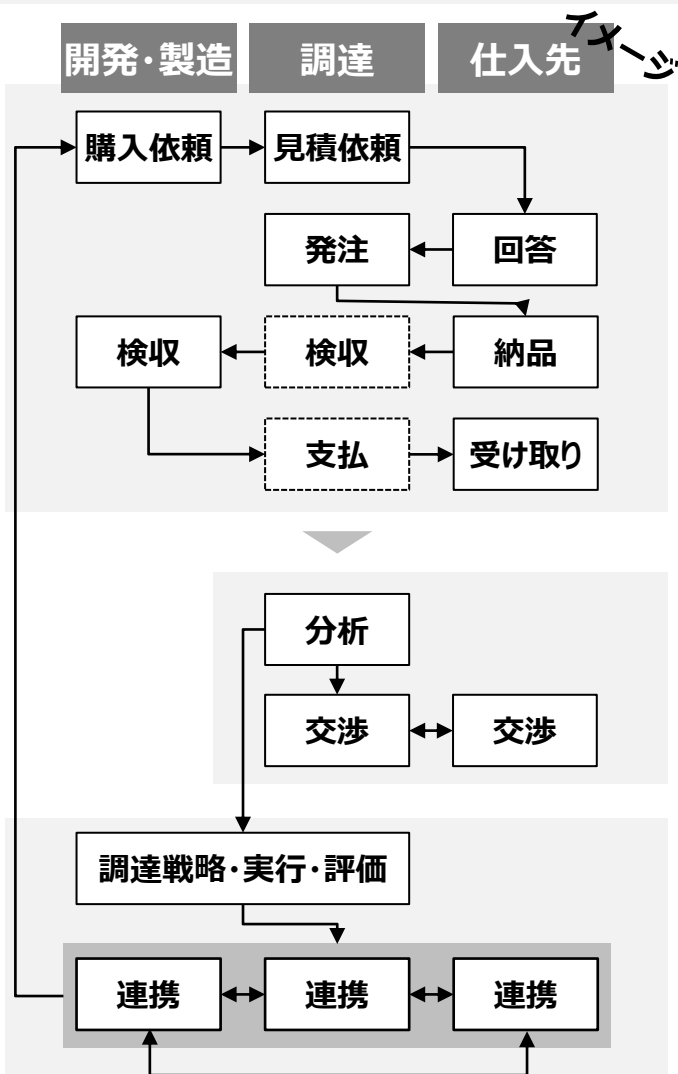 イメージ
開発・製造
調達
仕入先
購入依頼
見積依頼
発注
回答
検収
検収
納品
支払
受け取り
分析
交渉
交渉
調達戦略・実行・評価
連携
連携
連携